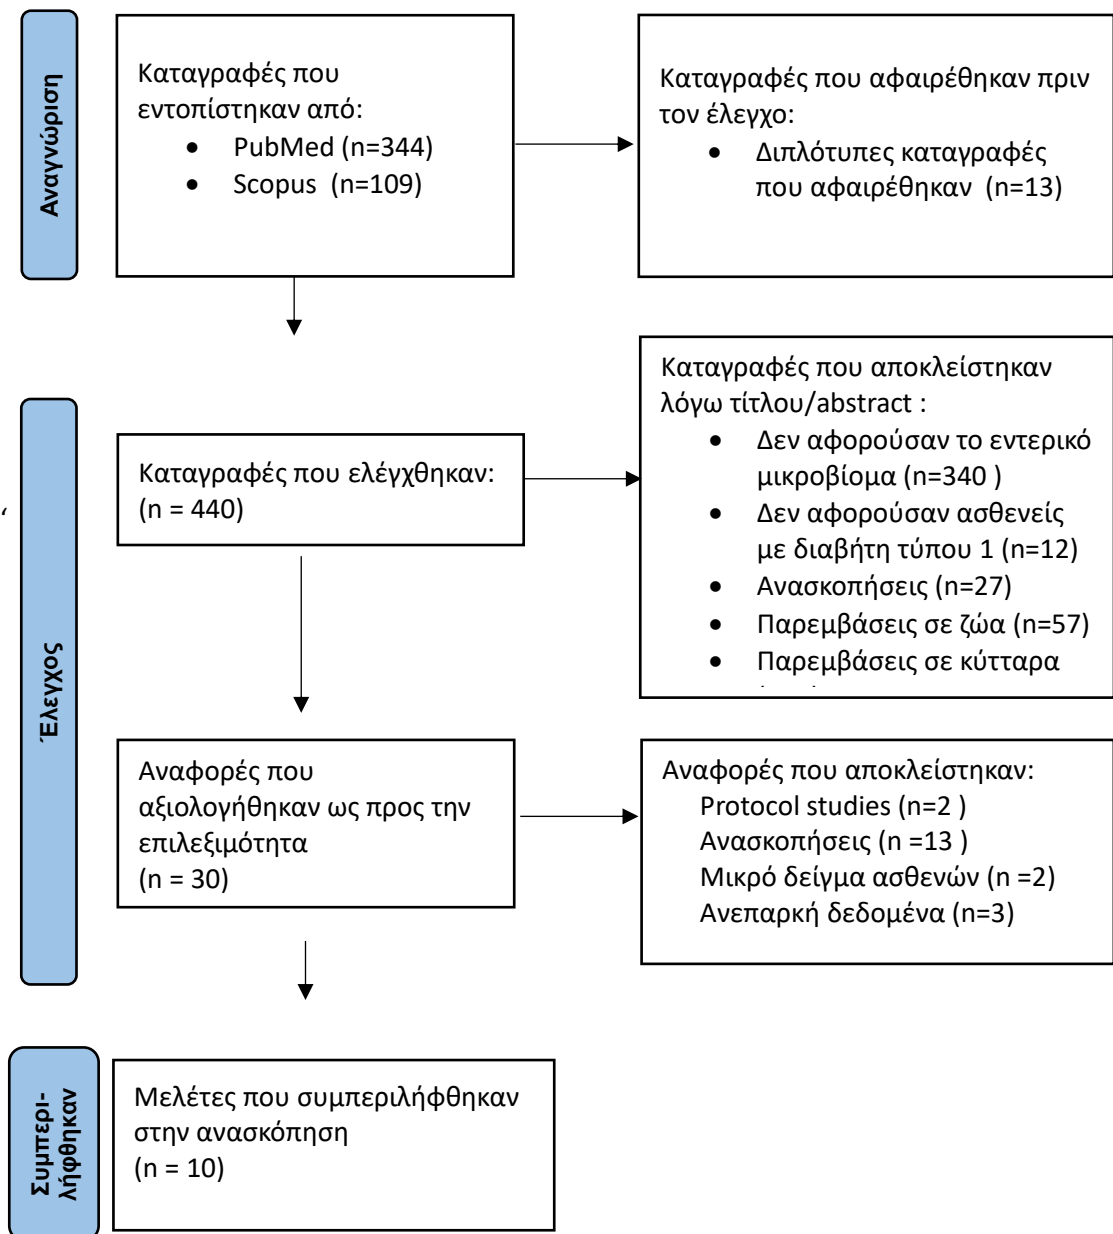 Αναγνώριση
Καταγραφές που
εντοπίστηκαν από:
• PubMed (n=344)
• Scopus (n=109)
Καταγραφές που αφαιρέθηκαν πριν
τον έλεγχο:
• Διπλότυπες καταγραφές
που αφαιρέθηκαν (n=13)
Έλεγχος
Καταγραφές που ελέγχθηκαν:
(n = 440)
Καταγραφές που αποκλείστηκαν
λόγω τίτλου/abstract :
• Δεν αφορούσαν το εντερικό
μικροβίομα (n=340 )
• Δεν αφορούσαν ασθενείς
με διαβήτη τύπου 1 (n=12)
• Ανασκοπήσεις (n=27)
• Παρεμβάσεις σε ζώα (n=57)
• Παρεμβάσεις σε κύτταρα
‘
Αναφορές που
αξιολογήθηκαν ως προς την
επιλεξιμότητα
(n = 30)
Αναφορές που αποκλείστηκαν:
Protocol studies (n=2 )
Ανασκοπήσεις (n =13 )
Μικρό δείγμα ασθενών (n =2)
Ανεπαρκή δεδομένα (n=3)
Συμπερι-
λήφθηκαν
Μελέτες που συμπεριλήφθηκαν
στην ανασκόπηση
(n = 10)